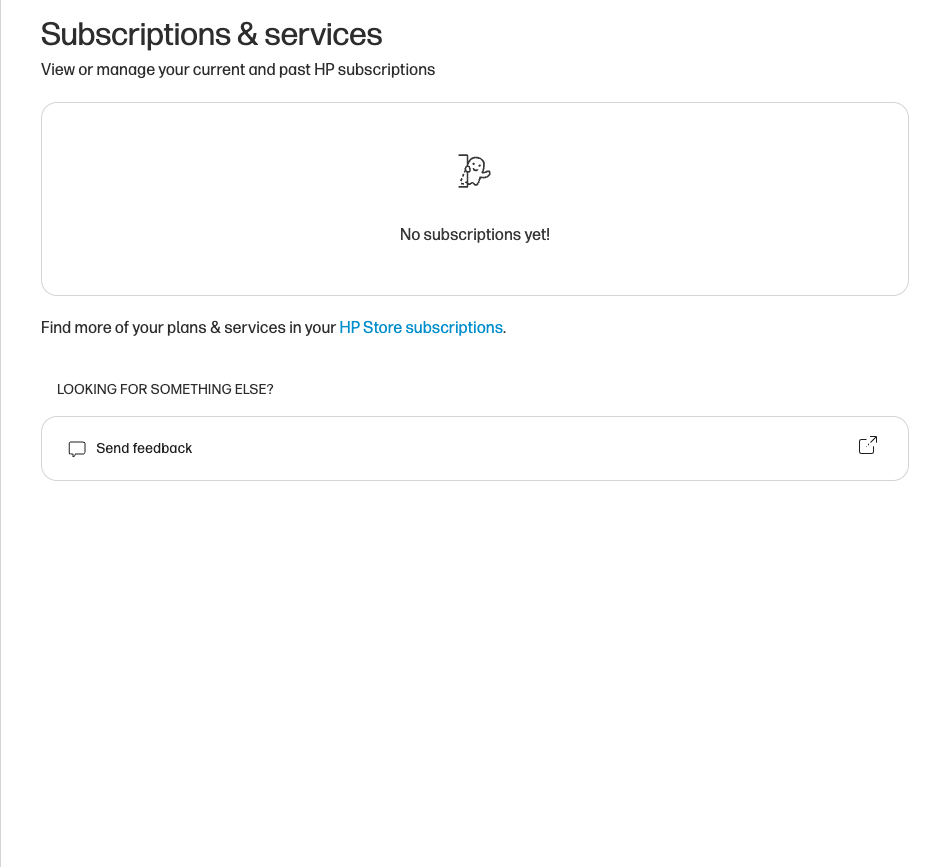 Subscriptions & services
View or manage your current and past HP subscriptions
No subscriptions yet!
Find more of your plans & services in your HP Store subscriptions.
LOOKING FOR SOMETHING ELSE?
Send feedback